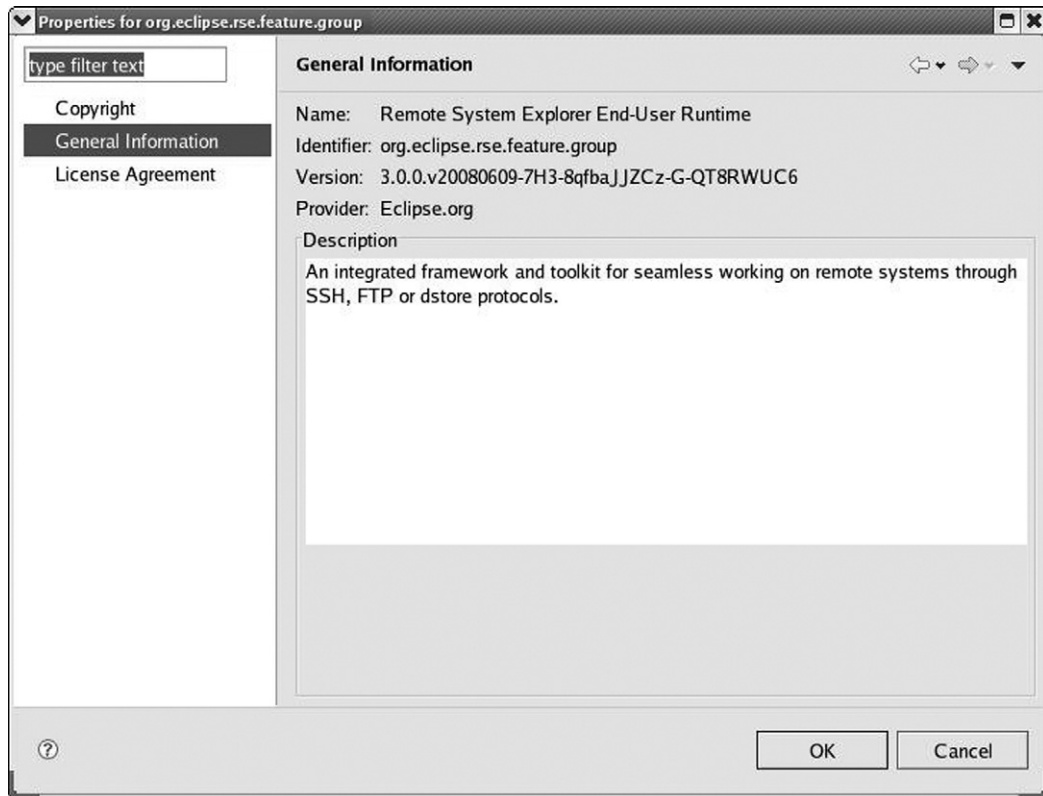 Properties for org.eclipse.rse.feature.group
type filter text
Copyright
General Information
License Agreement
General Information
Name: Remote System Explorer End-User Runtime
Identifier: org.eclipse.rse.feature.group
Version: 3.0.0.v20080609-7H3-8qfbaJJZCz-G-QT8RWUC6
Provider: Eclipse.org
Description
An integrated framework and toolkit for seamless working on remote systems through
SSH, FTP or dstore protocols.
?
OK
Cancel